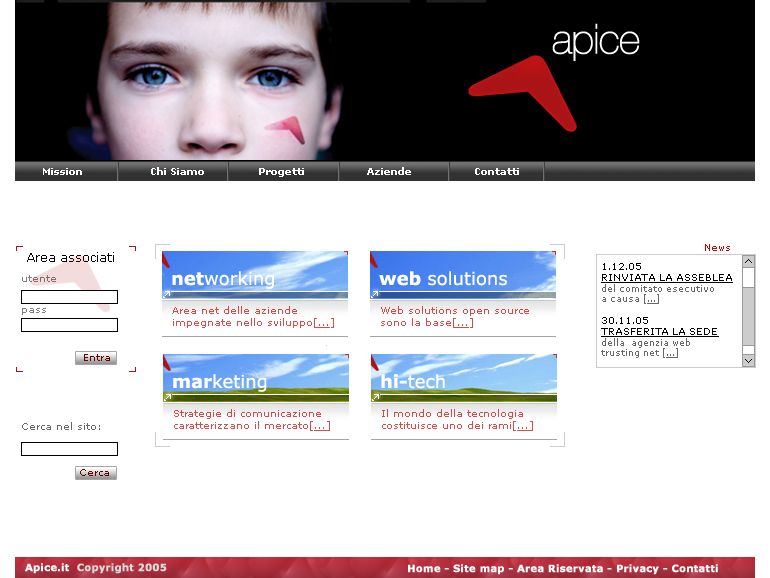 apice
Mission Chi Siamo Progetti Aziende Contatti
Area associati
utente
pass
Entra
Cerca nel sito:
Cerca
networking
Area net delle aziende
impegnate nello sviluppo[...]
web solutions
Web solutions open source
sono la base[...]
marketing
Strategie di comunicazione
caratterizzano il mercato[...]
hi-tech
Il mondo della tecnologia
costituisce uno dei rami[...]
News
1.12.05
RINVIATA LA ASSEBLEA
del comitato esecutivo
a causa [...]
30.11.05
TRASFERITA LA SEDE
della agenzia web
trusting net [...]
Apice.it Copyright 2005
Home - Site map - Area Riservata - Privacy - Contatti